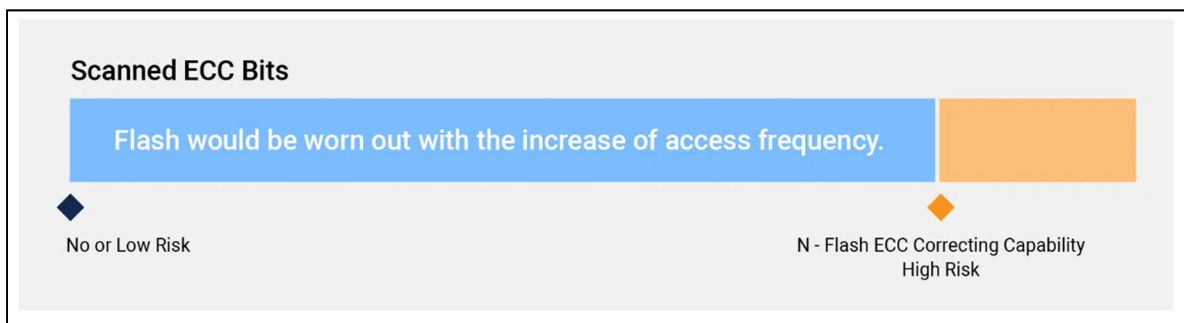 Scanned ECC Bits
Flash would be worn out with the increase of access frequency.
No or Low Risk
N - Flash ECC Correcting Capability
High Risk